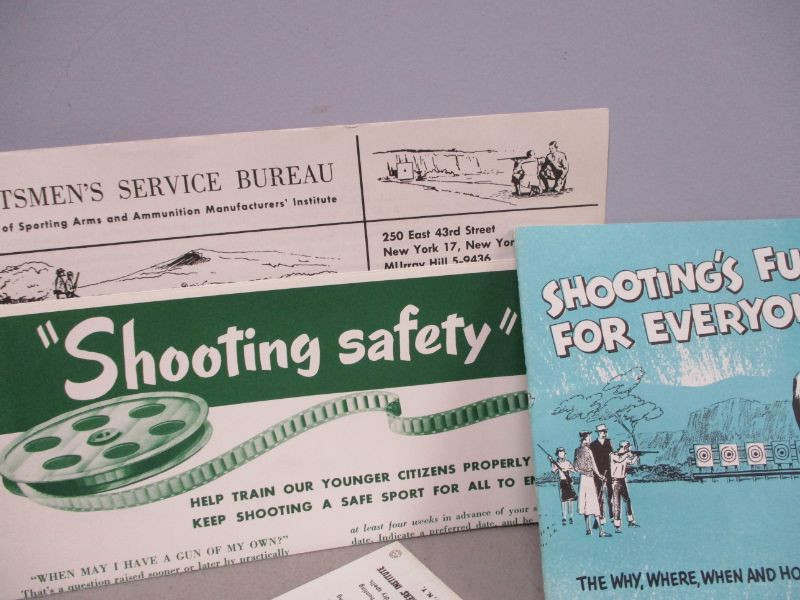 TSMEN'S SERVICE BUREAU
of Sporting Arms and Ammunition Manufacturers' Institute
250 East 43rd Street
New York 17, New York
MUrray Hill 5-9436
"Shooting safety"
HELP TRAIN OUR YOUNGER CITIZENS PROPERLY
KEEP SHOOTING A SAFE SPORT FOR ALL TO EN
"WHEN MAY I HAVE A GUN OF MY OWN?"
That's a question raised sooner or later by practically
at least four weeks in advance of your s
date. Indicate a preferred date, and be
SHOOTING'S FU
FOR EVERYO
THE WHY, WHERE, WHEN AND HO
INSTITUTE